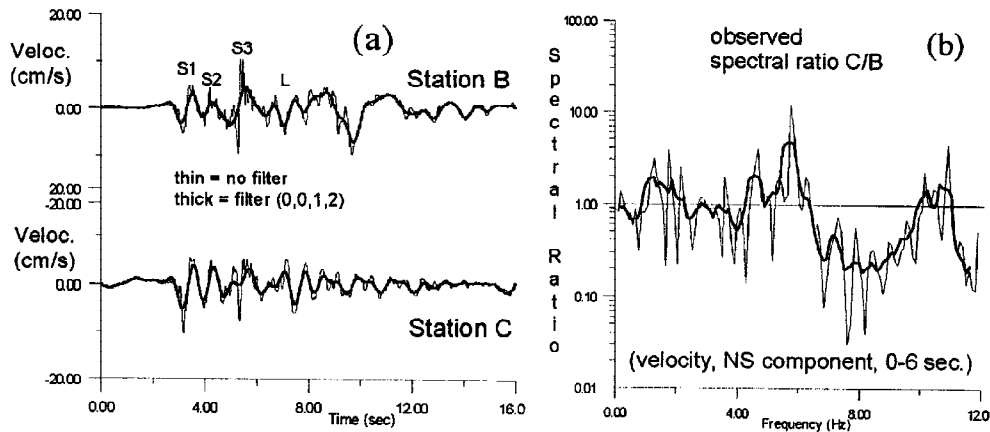 20.00
(a)
Veloc.
(cm/s)
S1
S2
S3
L
Station B
0.00
thin = no filter
thick = filter (0,0,1,2)
20.00
-20.00
Veloc.
(cm/s)
0.00
Station C
-20.00
0.00
4.00
8.00
12.00
16.0
Time (sec)
100.00
observed
spectral ratio C/B
(b)
Spectral Ratio
10.00
1.00
0.10
(velocity, NS component, 0-6 sec.)
0.01
0.00
4.00
8.00
12.0
Frequency (Hz)